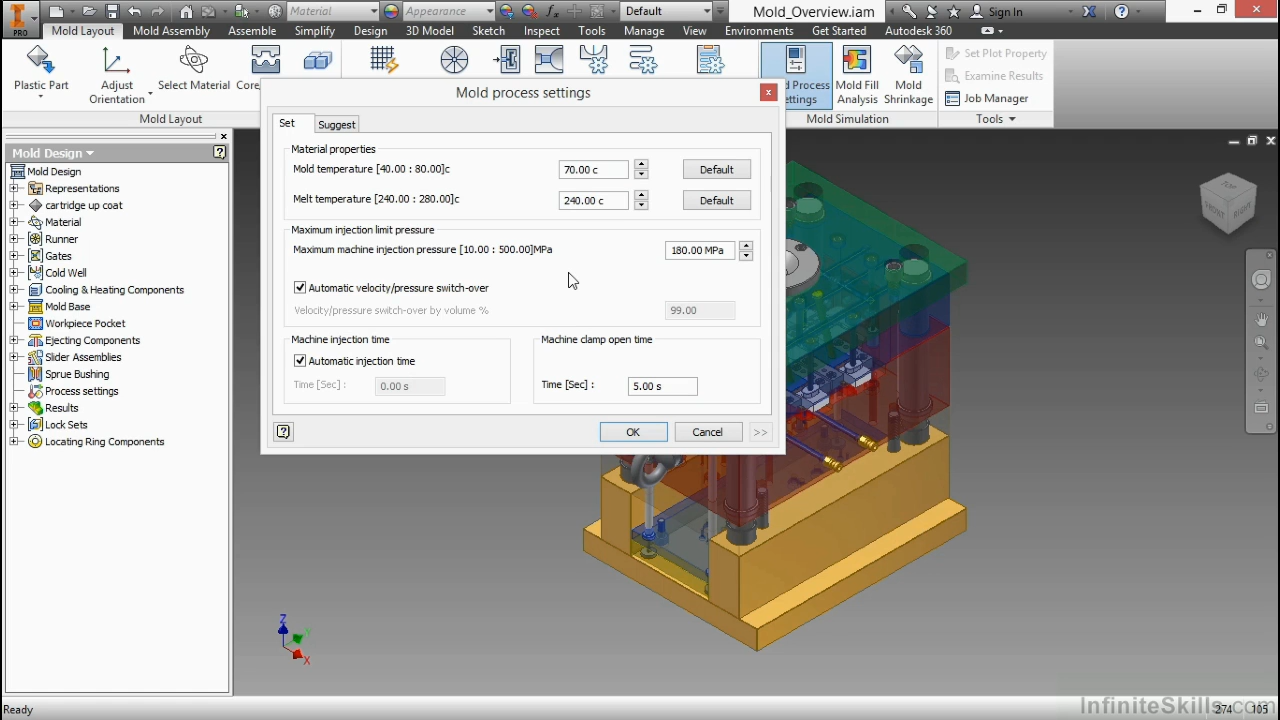 Material
Appearance
Default
Mold_Overview.iam
Sign In
PRO
Mold Layout
Mold Assembly
Assemble
Simplify
Design
3D Model
Sketch
Inspect
Tools
Manage
View
Environments
Get Started
Autodesk 360
Plastic Part
Adjust Orientation
Select Material
Core
d Process ettings
Mold Fill Analysis
Mold Shrinkage
Set Plot Property
Examine Results
Job Manager
Mold Layout
Mold Simulation
Tools
Mold process settings
Set
Suggest
Material properties
Mold temperature [40.00 : 80.00]c
70.00 c
Default
Melt temperature [240.00 : 280.00]c
240.00 c
Default
Maximum injection limit pressure
Maximum machine injection pressure [10.00 : 500.00]MPa
180.00 MPa
Automatic velocity/pressure switch-over
Velocity/pressure switch-over by volume %
99.00
Machine injection time
Automatic injection time
Time [Sec] :
0.00 s
Machine clamp open time
Time [Sec] :
5.00 s
OK
Cancel
>>
Mold Design
Mold Design
Representations
cartridge up coat
Material
Runner
Gates
Cold Well
Cooling & Heating Components
Mold Base
Workpiece Pocket
Ejecting Components
Slider Assemblies
Sprue Bushing
Process settings
Results
Lock Sets
Locating Ring Components
TOP
FRONT
RIGHT
Z
Y
X
Ready
InfiniteSkills.com
274
105